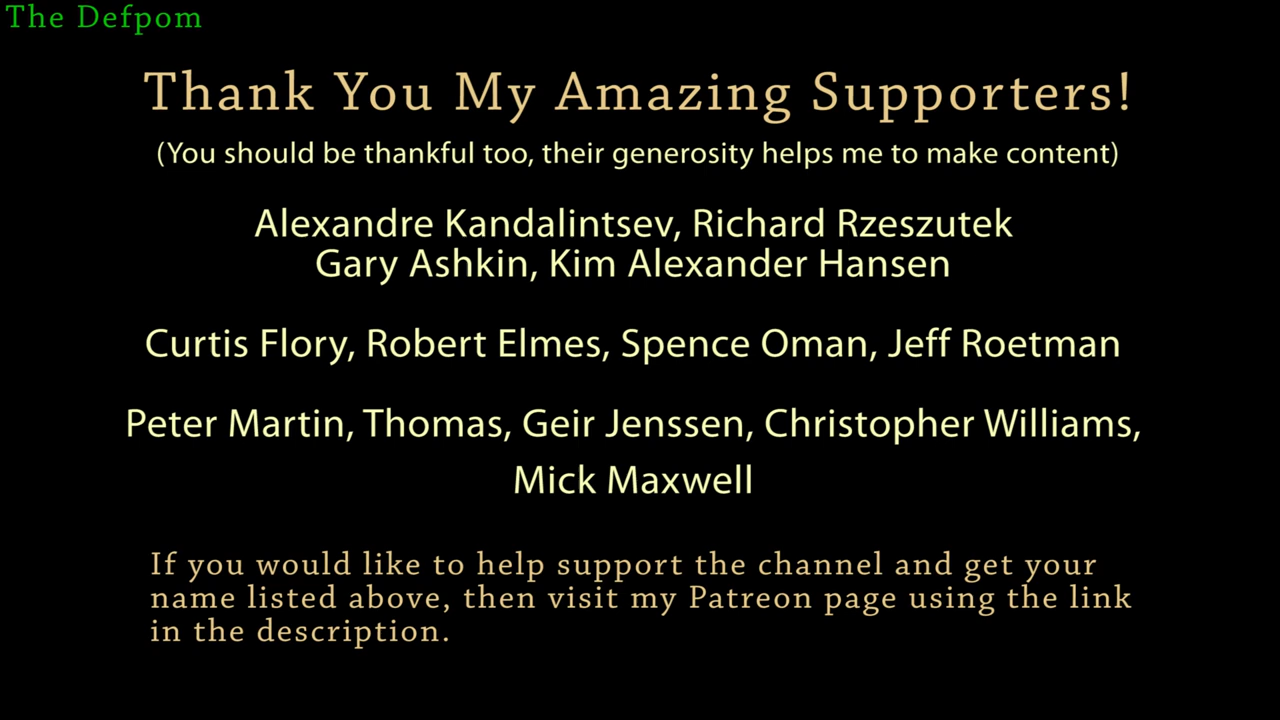 The Defpom
Thank You My Amazing Supporters!
(You should be thankful too, their generosity helps me to make content)
Alexandre Kandalintsev, Richard Rzeszutek
Gary Ashkin, Kim Alexander Hansen
Curtis Flory, Robert Elmes, Spence Oman, Jeff Roetman
Peter Martin, Thomas, Geir Jenssen, Christopher Williams,
Mick Maxwell
If you would like to help support the channel and get your
name listed above, then visit my Patreon page using the link
in the description.